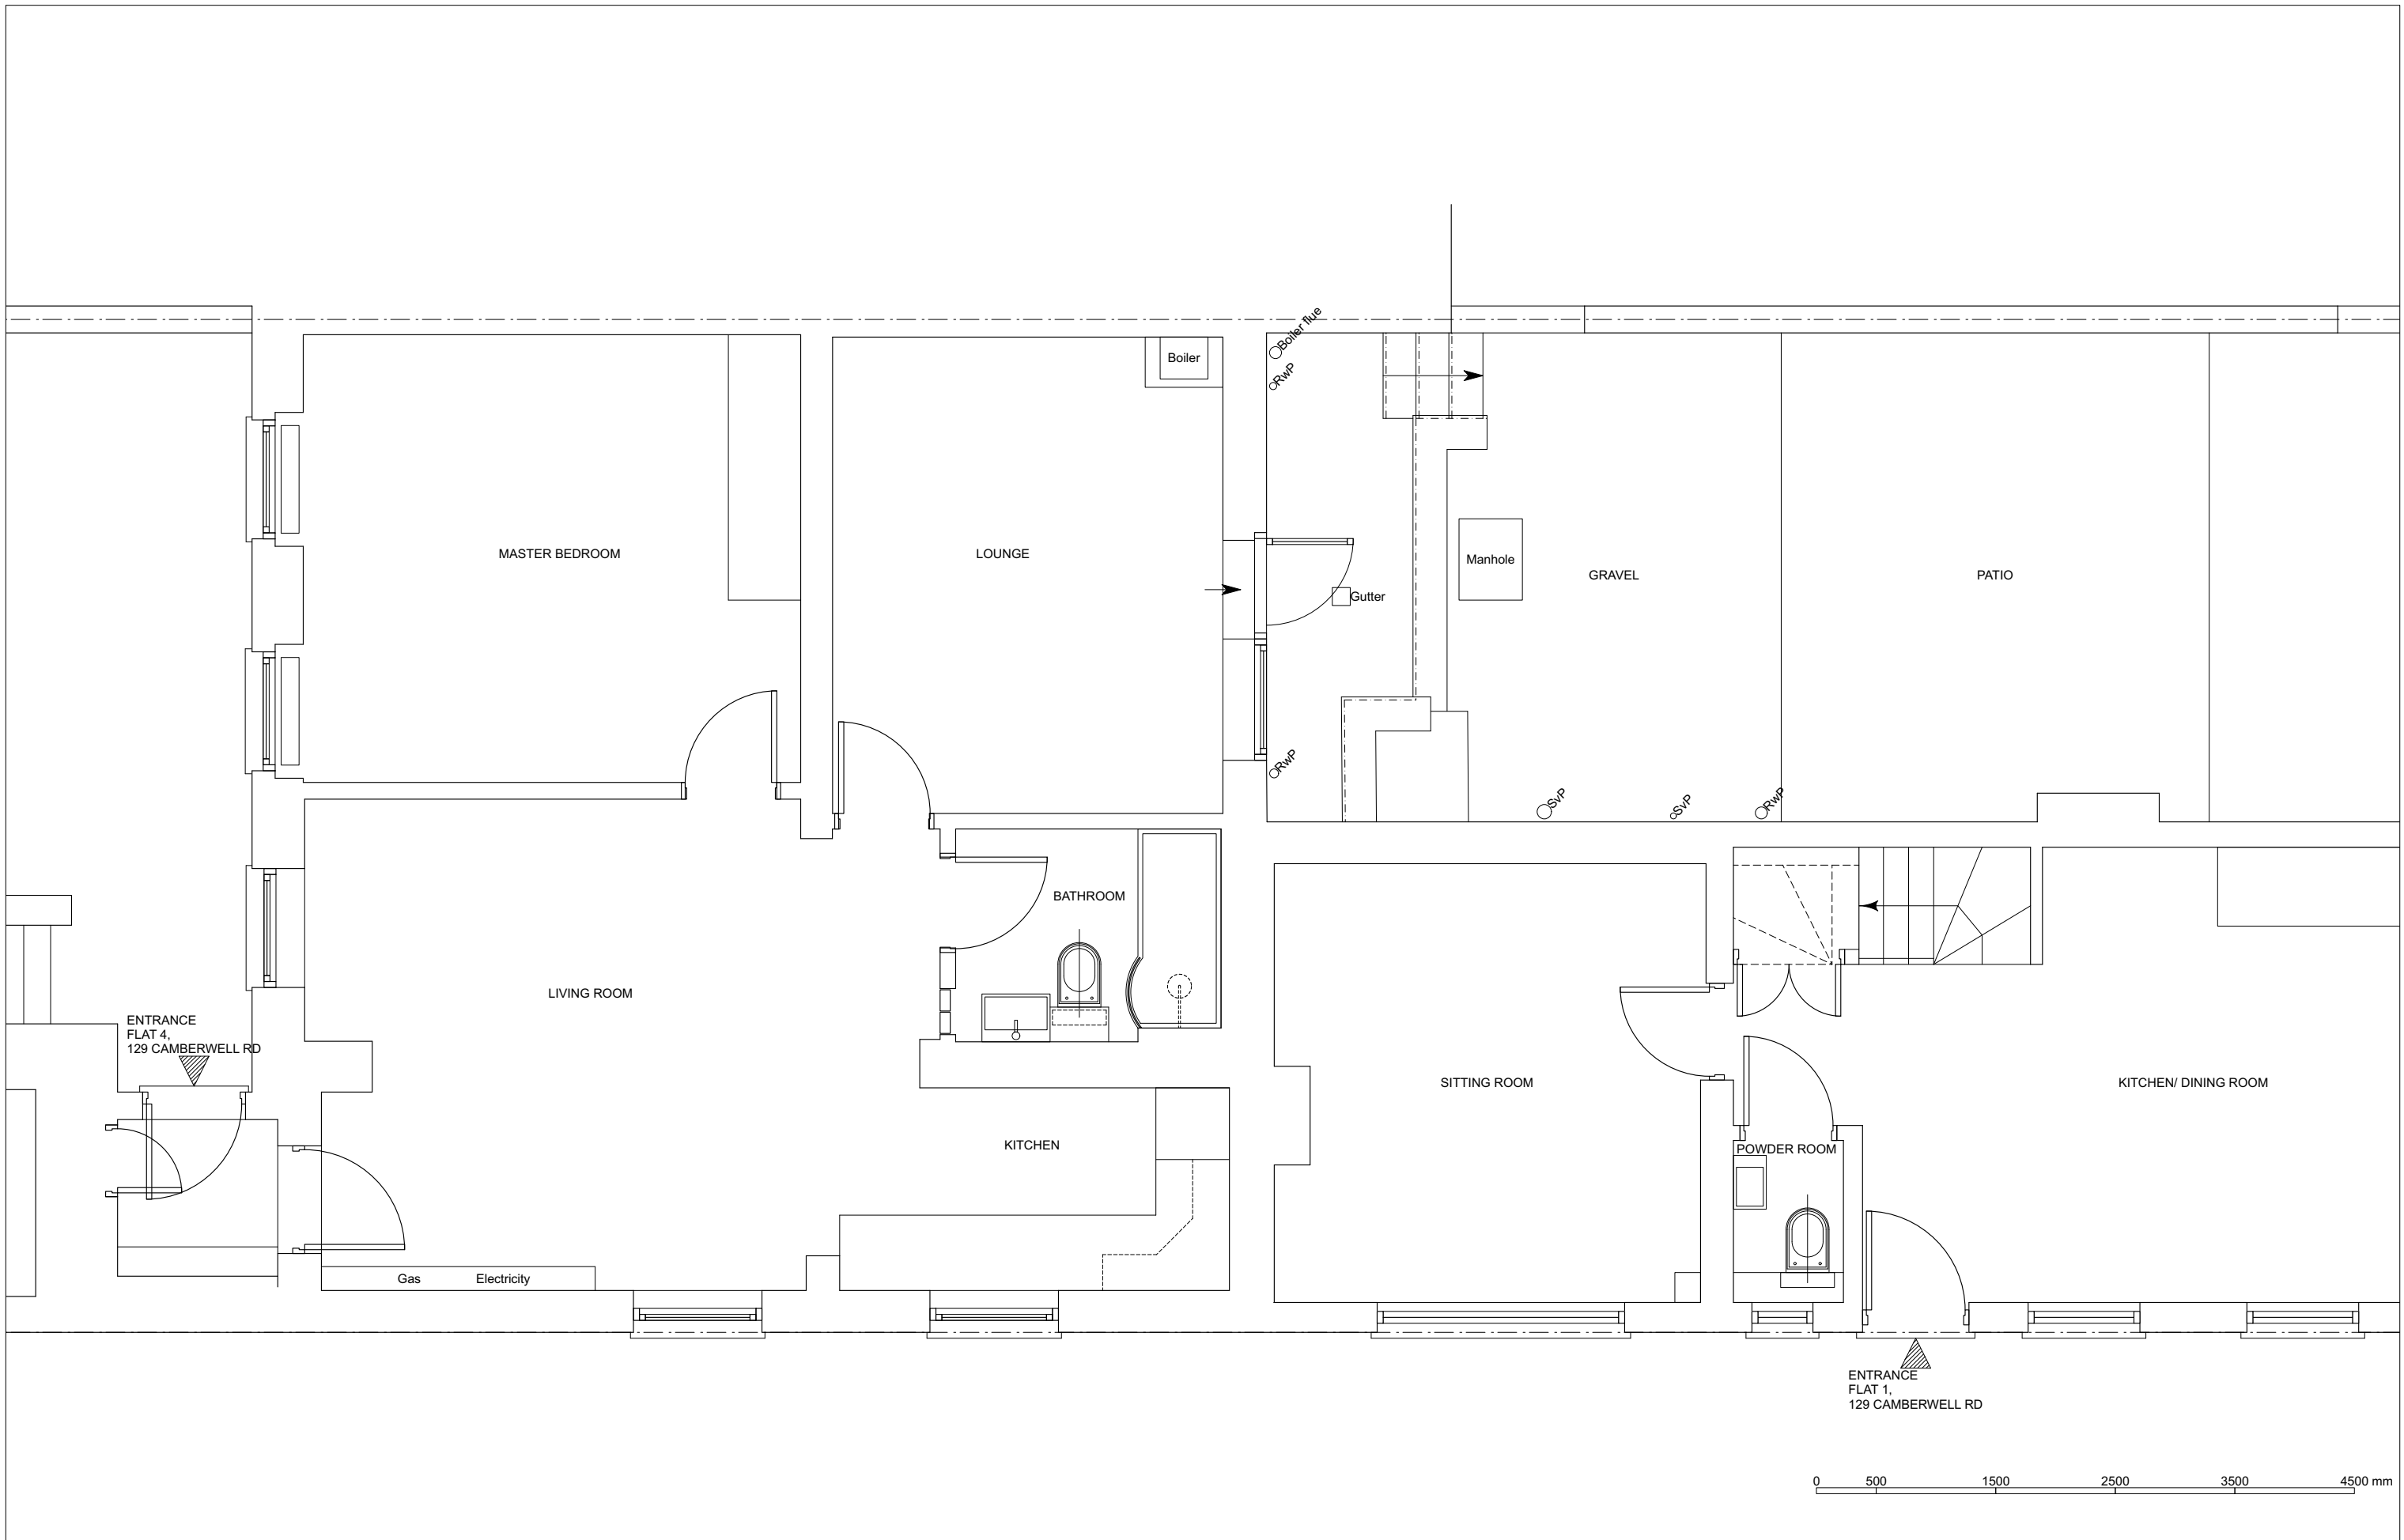 Boiler flue
RwP
Boiler
MASTER BEDROOM
LOUNGE
Manhole
GRAVEL
PATIO
Gutter
RwP
SvP
SvP
RwP
BATHROOM
LIVING ROOM
ENTRANCE
FLAT 4,
129 CAMBERWELL RD
SITTING ROOM
KITCHEN/ DINING ROOM
KITCHEN
POWDER ROOM
Gas
Electricity
ENTRANCE
FLAT 1,
129 CAMBERWELL RD
0 500 1500 2500 3500 4500 mm